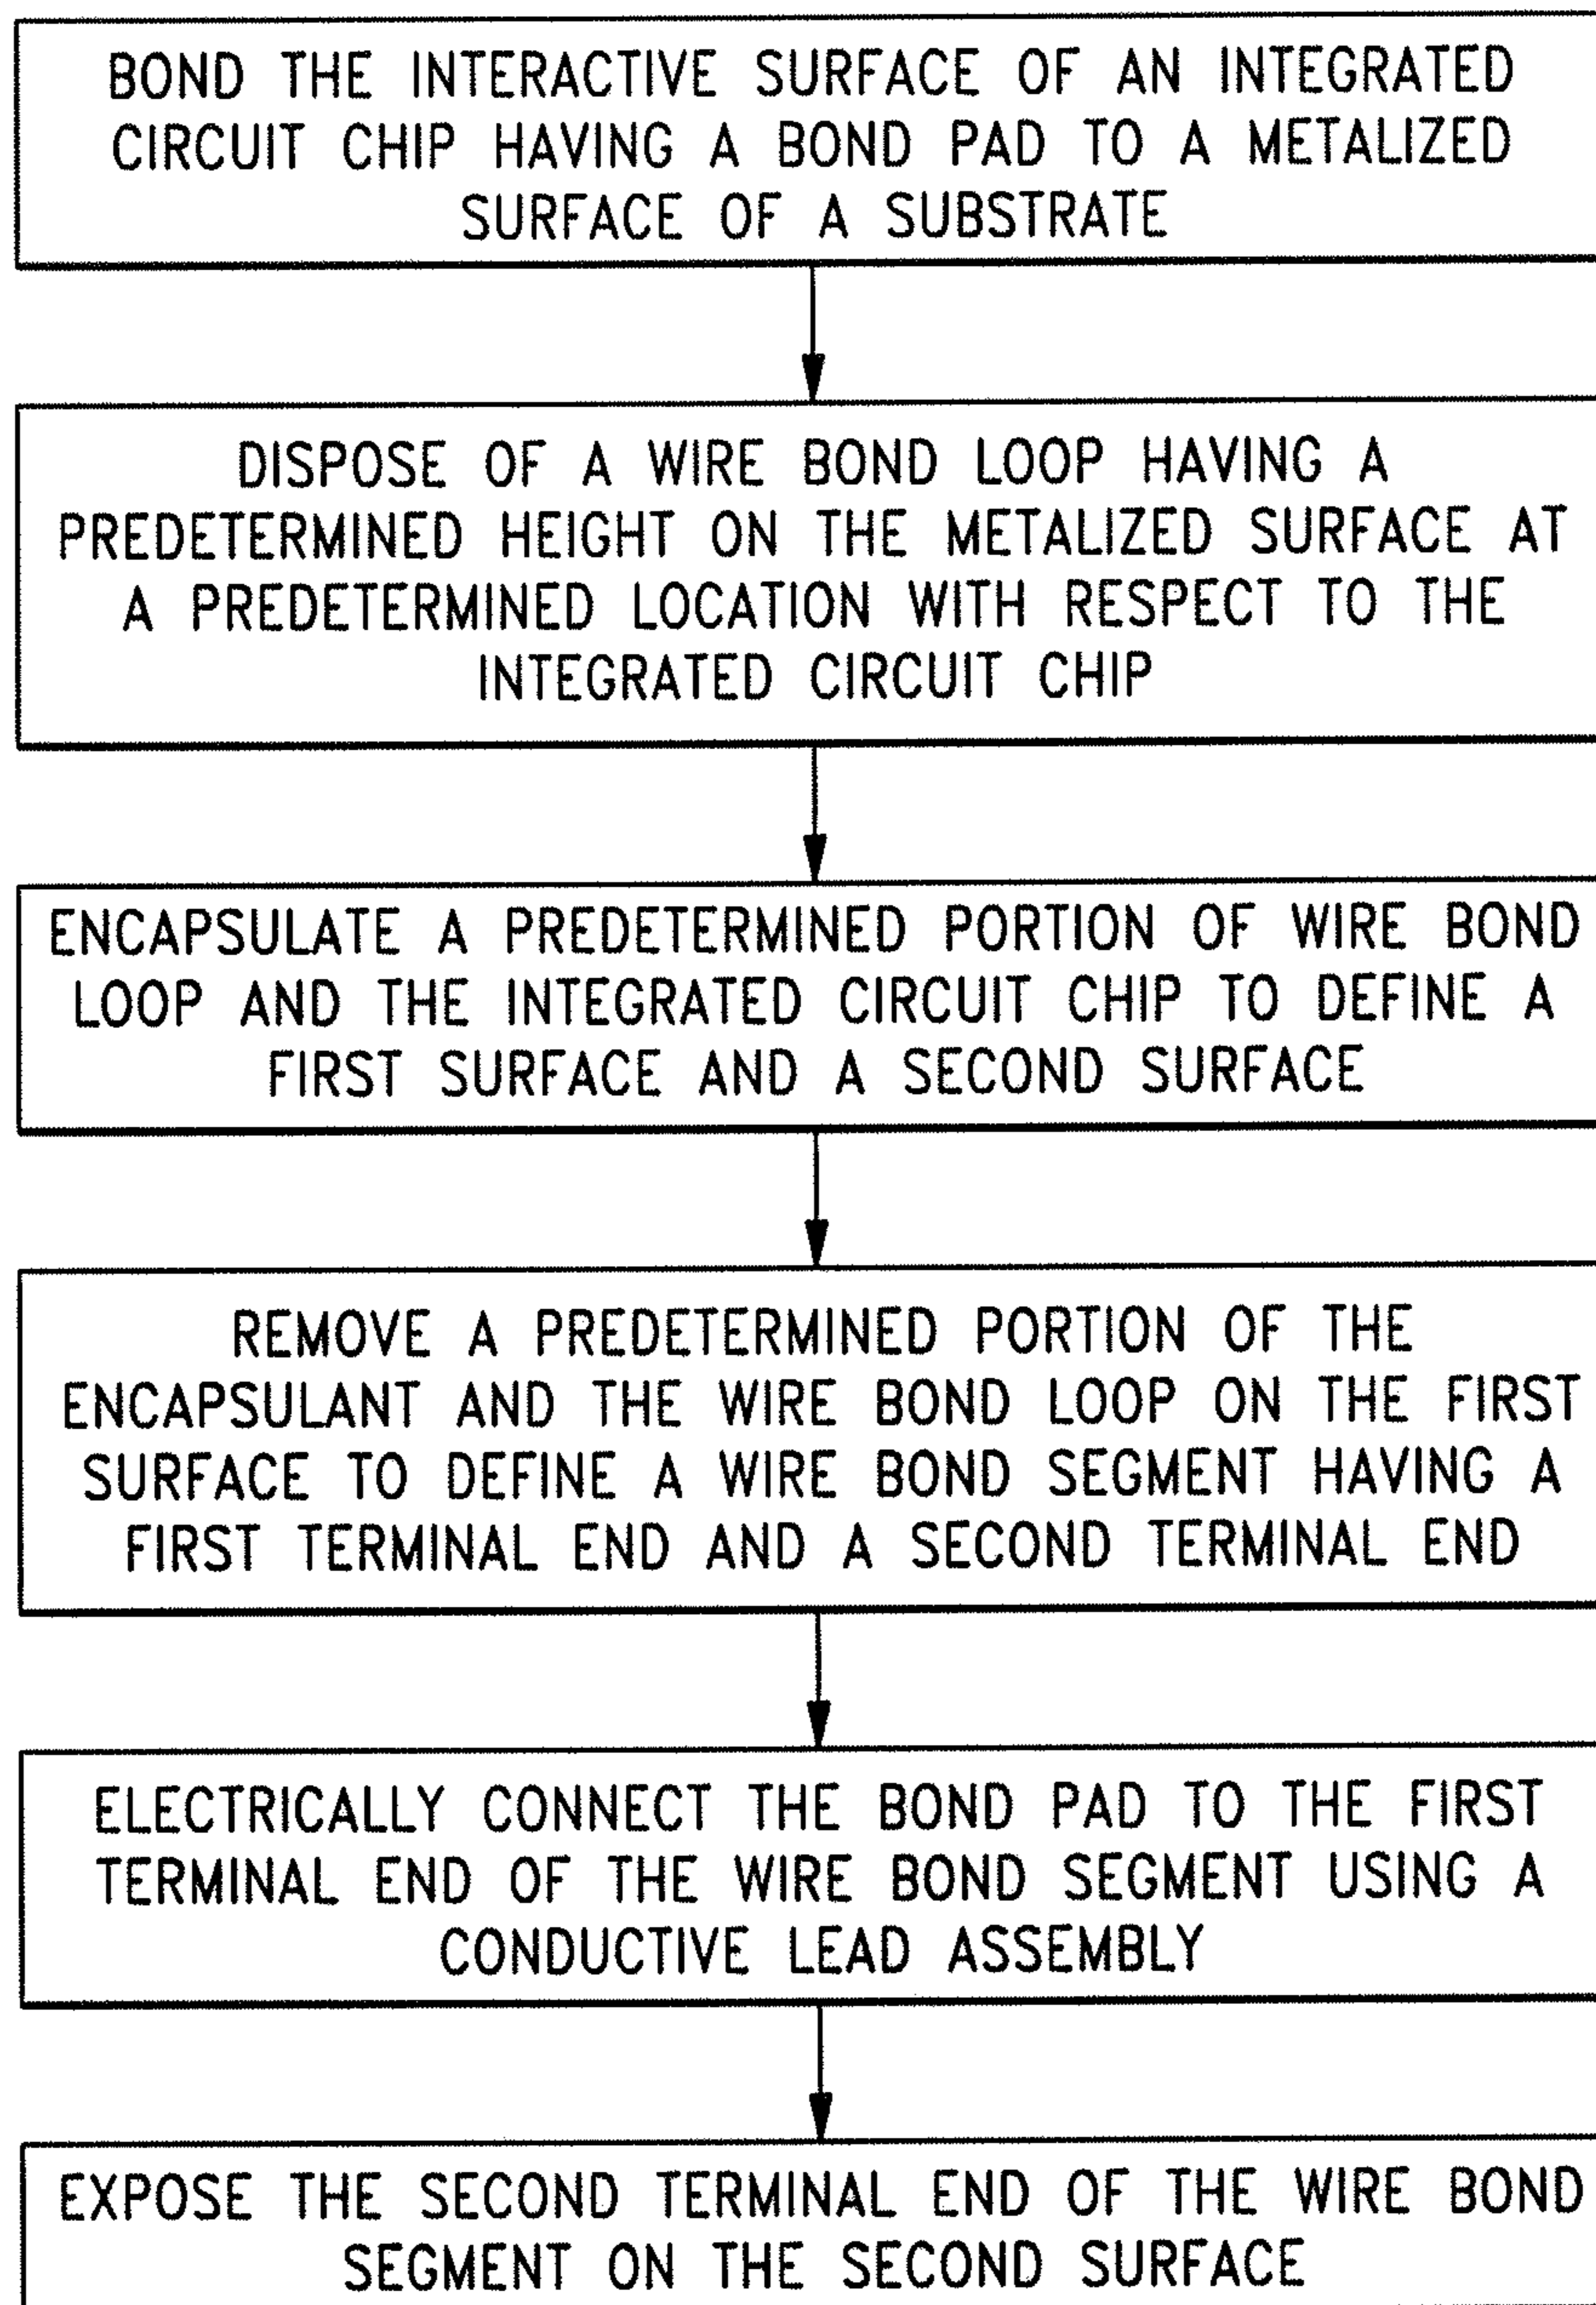 BOND THE INTERACTIVE SURFACE OF AN INTEGRATED
CIRCUIT CHIP HAVING A BOND PAD TO A METALIZED
SURFACE OF A SUBSTRATE
DISPOSE OF A WIRE BOND LOOP HAVING A
PREDETERMINED HEIGHT ON THE METALIZED SURFACE AT
A PREDETERMINED LOCATION WITH RESPECT TO THE
INTEGRATED CIRCUIT CHIP
ENCAPSULATE A PREDETERMINED PORTION OF WIRE BOND
LOOP AND THE INTEGRATED CIRCUIT CHIP TO DEFINE A
FIRST SURFACE AND A SECOND SURFACE
REMOVE A PREDETERMINED PORTION OF THE
ENCAPSULANT AND THE WIRE BOND LOOP ON THE FIRST
SURFACE TO DEFINE A WIRE BOND SEGMENT HAVING A
FIRST TERMINAL END AND A SECOND TERMINAL END
ELECTRICALLY CONNECT THE BOND PAD TO THE FIRST
TERMINAL END OF THE WIRE BOND SEGMENT USING A
CONDUCTIVE LEAD ASSEMBLY
EXPOSE THE SECOND TERMINAL END OF THE WIRE BOND
SEGMENT ON THE SECOND SURFACE